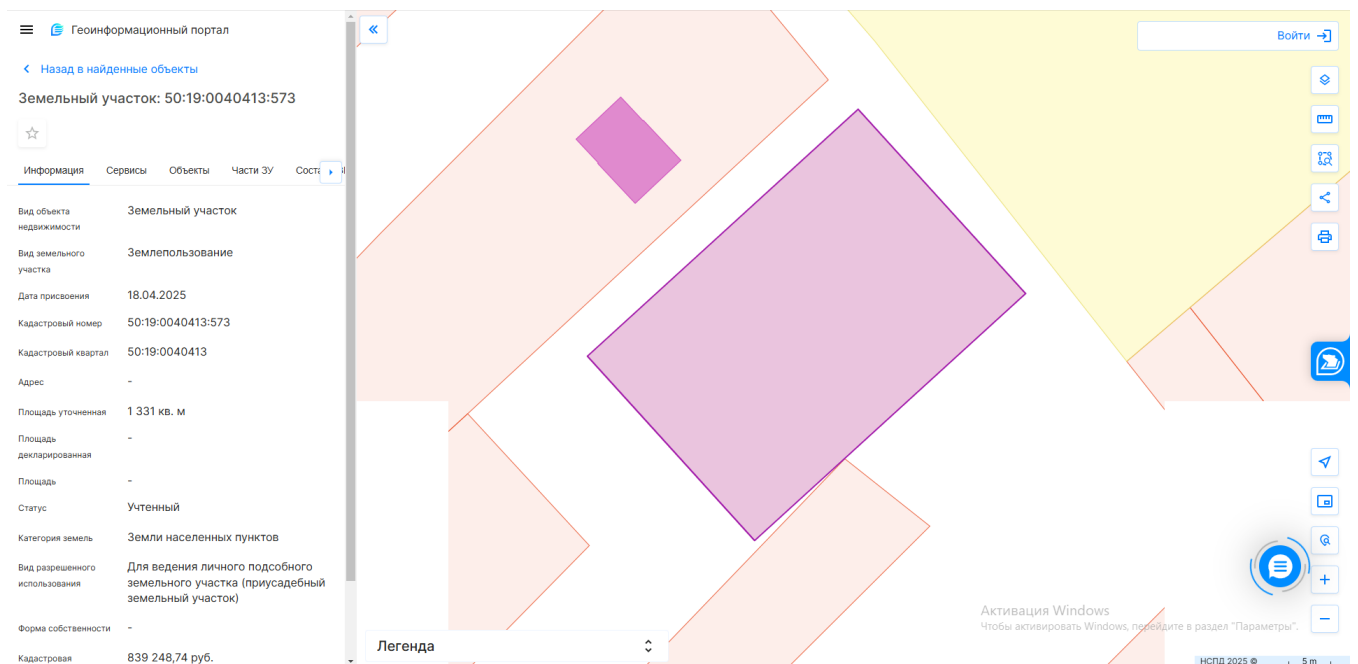 Геоинформационный портал
Войти
Назад в найденные объекты
Земельный участок: 50:19:0040413:573
Информация Сервисы Объекты Части ЗУ
Вид объекта недвижимости Земельный участок
Вид земельного участка Землепользование
Дата присвоения 18.04.2025
Кадастровый номер 50:19:0040413:573
Кадастровый квартал 50:19:0040413
Адрес -
Площадь уточненная 1 331 кв. м
Площадь декларированная -
Площадь -
Статус Учтенный
Категория земель Земли населенных пунктов
Вид разрешенного использования Для ведения личного подсобного земельного участка (приусадебный земельный участок)
Форма собственности -
Кадастровая 839 248,74 руб.
Легенда
Активация Windows
Чтобы активировать Windows, перейдите в раздел "Параметры".
НСПД 2025 © 5 m